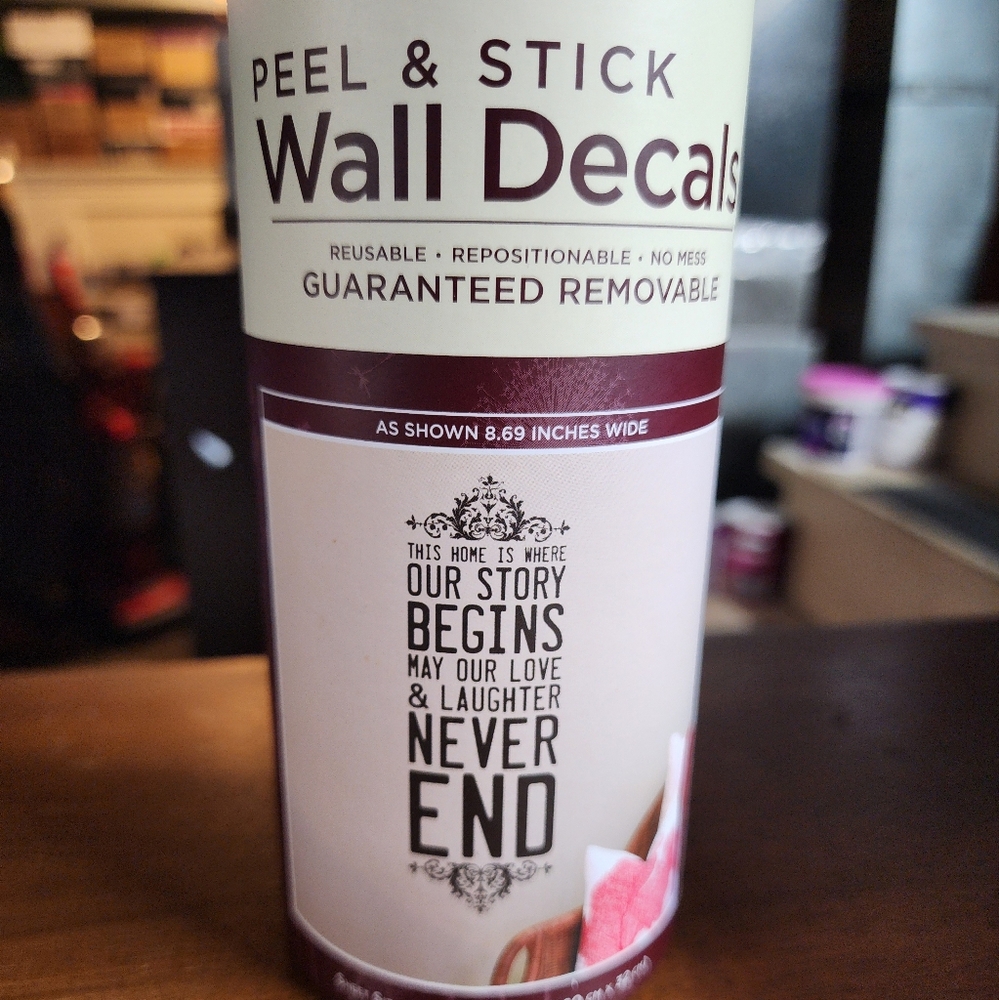 PEEL & STICK
Wall Decals
REUSABLE • REPOSITIONABLE • NO MESS
GUARANTEED REMOVABLE
AS SHOWN 8.69 INCHES WIDE
THIS HOME IS WHERE
OUR STORY
BEGINS
MAY OUR LOVE
& LAUGHTER
NEVER
END